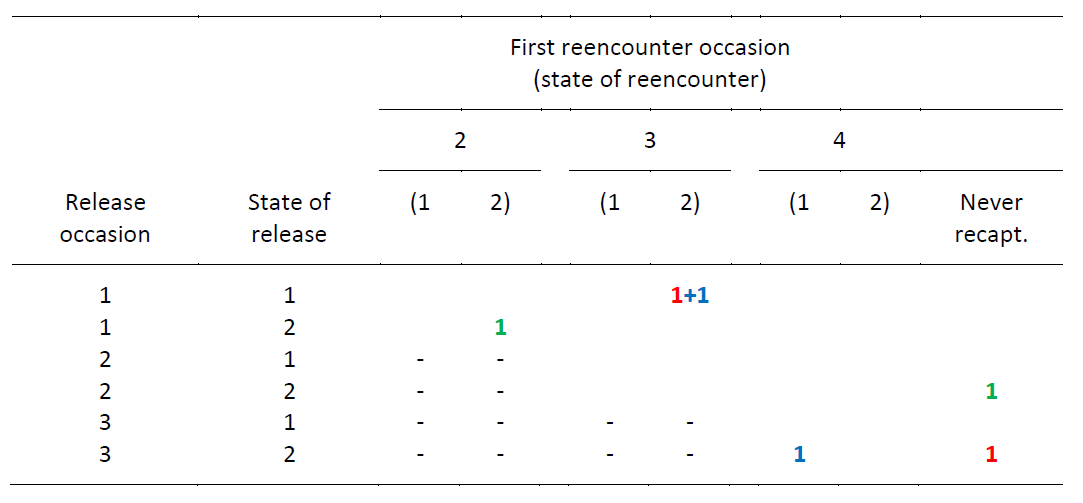 First reencounter occasion
(state of reencounter)
2 3 4
Release occasion State of release (1 2) (1 2) (1 2) Never recapt.
1 1 1+1
1 2 1
2 1 - -
2 2 - - 1
3 1 - - - -
3 2 - - - - 1 1